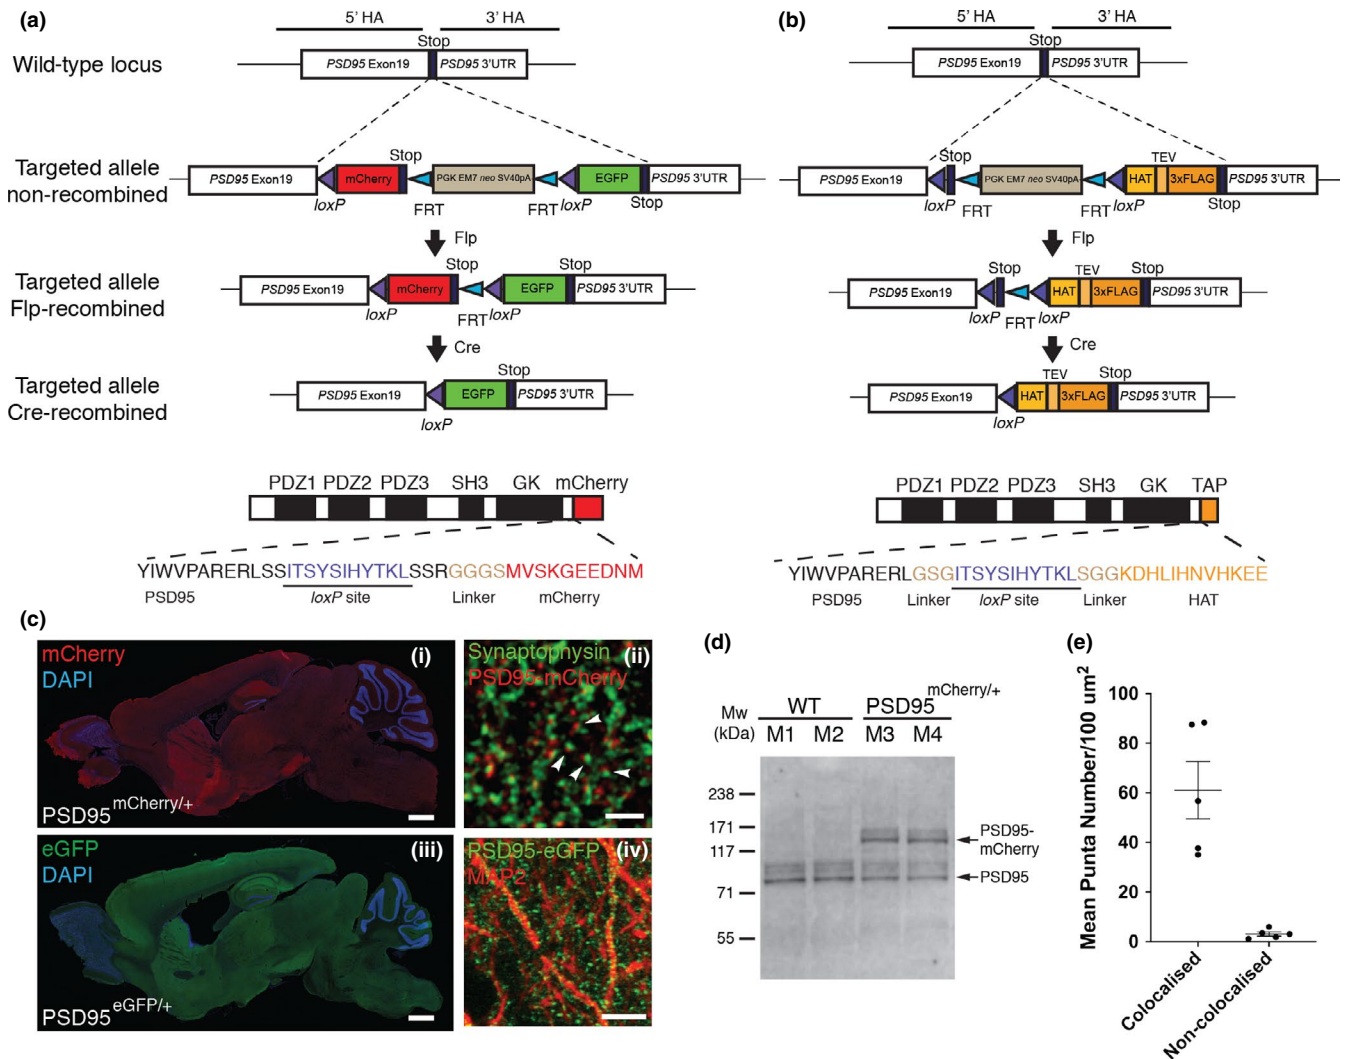 (a)
5' HA
3' HA
Stop
Wild-type locus
PSD95 Exon19
PSD95 3'UTR
Targeted allele
non-recombined
Stop
PSD95 Exon19
mCherry
PGK EM7 neo SV40pA
EGFP
PSD95 3'UTR
loxP
FRT
FRT
loxP
Stop
Flp
Targeted allele
Flp-recombined
Stop
Stop
PSD95 Exon19
mCherry
EGFP
PSD95 3'UTR
loxP
FRT
loxP
Cre
Targeted allele
Cre-recombined
Stop
PSD95 Exon19
EGFP
PSD95 3'UTR
loxP
PDZ1 PDZ2 PDZ3 SH3 GK mCherry
YIWVPARERLSSITSYSIHYTKLSSRGGGSMVSKGEEDNM
PSD95
loxP site
Linker
mCherry
(b)
5' HA
3' HA
Stop
PSD95 Exon19
PSD95 3'UTR
Stop
TEV
PSD95 Exon19
PGK EM7 neo SV40pA
HAT
3xFLAG
PSD95 3'UTR
loxP
FRT
FRT
loxP
Stop
Flp
Stop
TEV
Stop
PSD95 Exon19
HAT
3xFLAG
PSD95 3'UTR
loxP
FRT
loxP
Cre
TEV
Stop
PSD95 Exon19
HAT
3xFLAG
PSD95 3'UTR
loxP
PDZ1 PDZ2 PDZ3 SH3 GK TAP
YIWVPARERLGSGITSYSIHYTKLSGGKDHLIHNVHKEE
PSD95
Linker
loxP site
Linker
HAT
(c)
mCherry
DAPI
(i)
PSD95 mCherry/+
Synaptophysin
(ii)
PSD95-mCherry
eGFP
DAPI
(iii)
PSD95 eGFP/+
PSD95-eGFP
(iv)
MAP2
(d)
Mw
(kDa)
WT
PSD95 mCherry/+
M1 M2 M3 M4
238
171
117
71
55
PSD95-
mCherry
PSD95
(e)
Mean Punta Number/100 um2
100
80
60
40
20
0
Colocalised
Non-colocalised